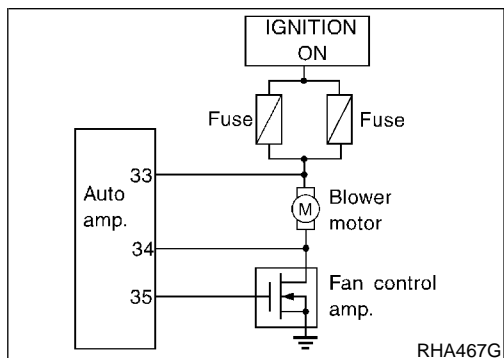 IGNITION
ON
Fuse
Fuse
33
Auto
amp.
Blower
motor
M
34
35
Fan control
amp.
RHA467G